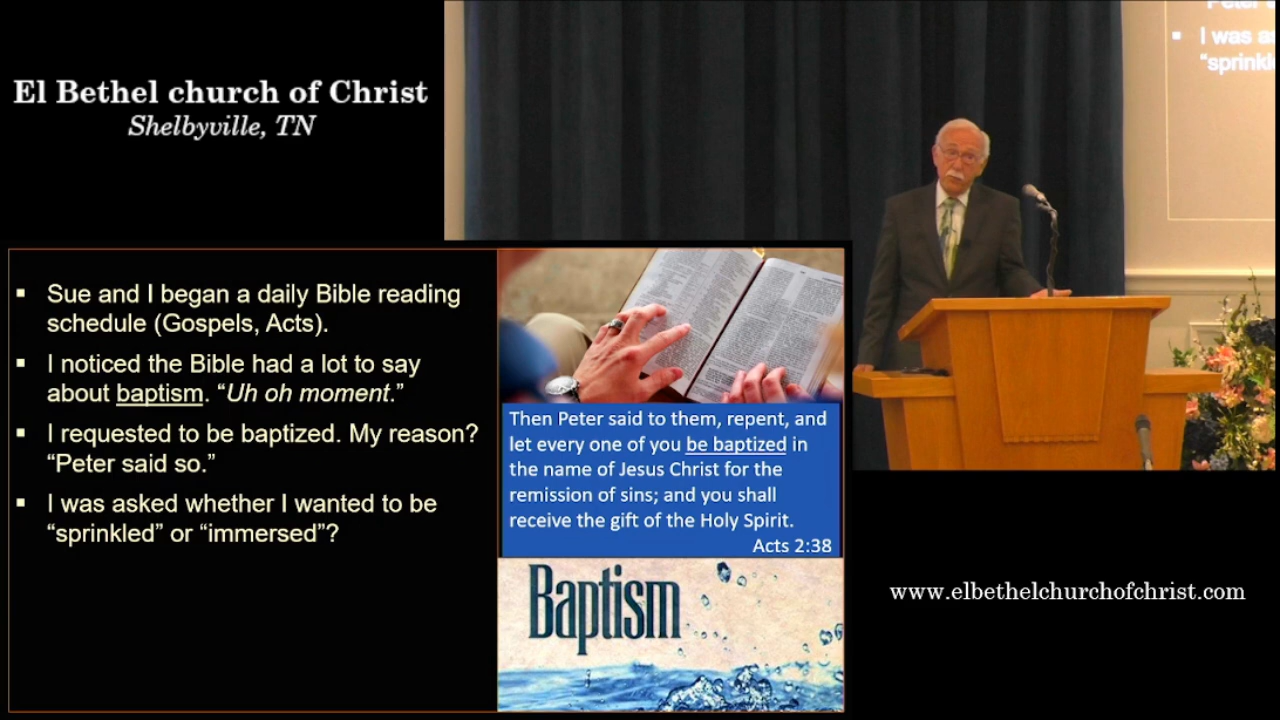 El Bethel church of Christ
Shelbyville, TN
▪ Sue and I began a daily Bible reading
schedule (Gospels, Acts).
▪ I noticed the Bible had a lot to say
about baptism. “Uh oh moment.”
▪ I requested to be baptized. My reason?
“Peter said so.”
▪ I was asked whether I wanted to be
“sprinkled” or “immersed”?
Then Peter said to them, repent, and
let every one of you be baptized in
the name of Jesus Christ for the
remission of sins; and you shall
receive the gift of the Holy Spirit.
Acts 2:38
Baptism
▪ I was as
“sprinkl
www.elbethelchurchofchrist.com